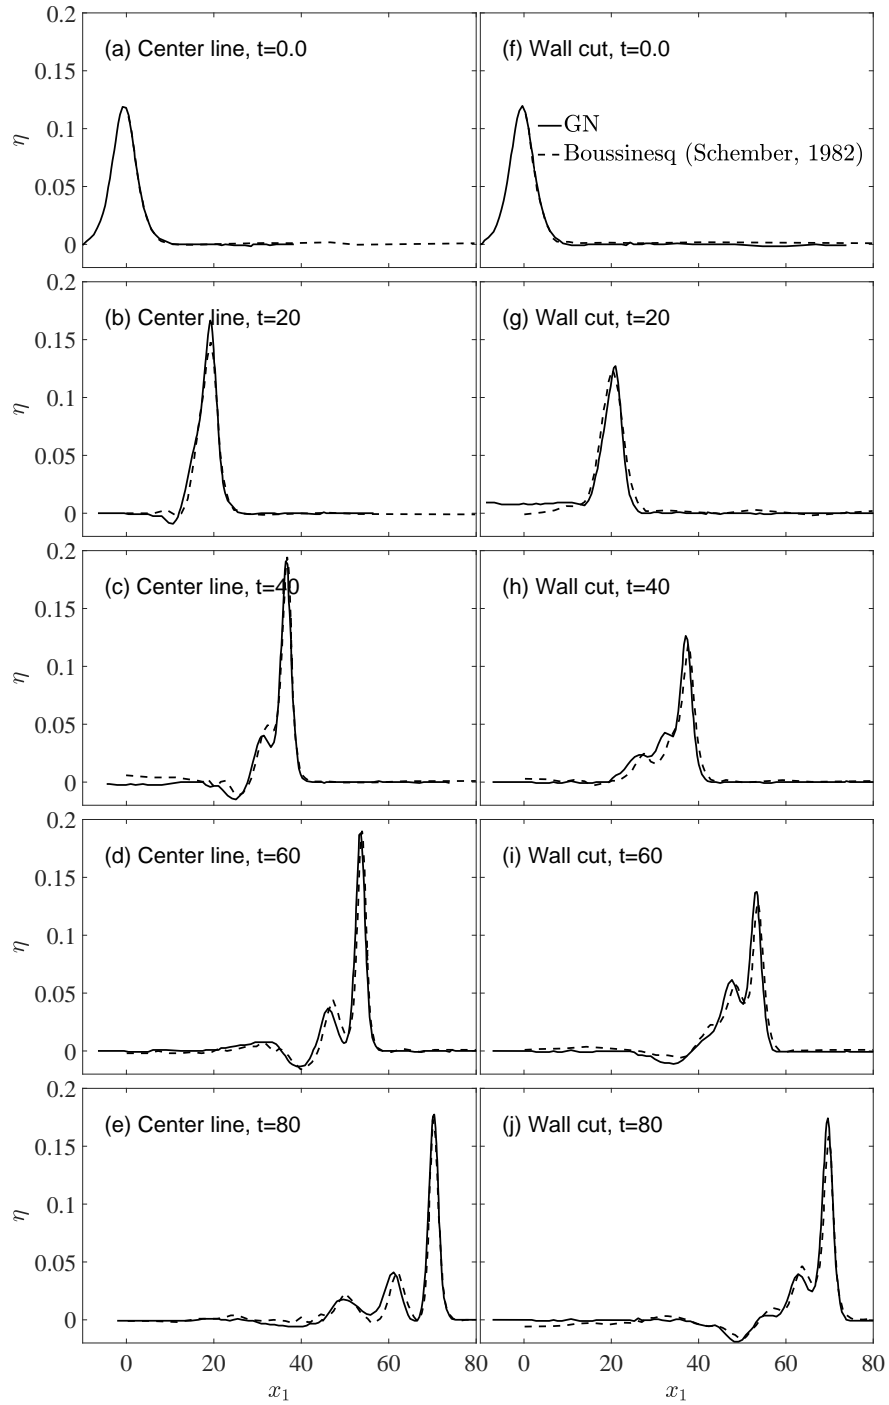 0.2
(a) Center line, t=0.0
(f) Wall cut, t=0.0
0.15
GN
Boussinesq (Schember, 1982)
0.1
η
0.05
0
0.2
(b) Center line, t=20
(g) Wall cut, t=20
0.15
0.1
η
0.05
0
0.2
(c) Center line, t=40
(h) Wall cut, t=40
0.15
0.1
η
0.05
0
0.2
(d) Center line, t=60
(i) Wall cut, t=60
0.15
0.1
η
0.05
0
0.2
(e) Center line, t=80
(j) Wall cut, t=80
0.15
0.1
η
0.05
0
0 20 40 60 80 0 20 40 60 80
x₁ x₁